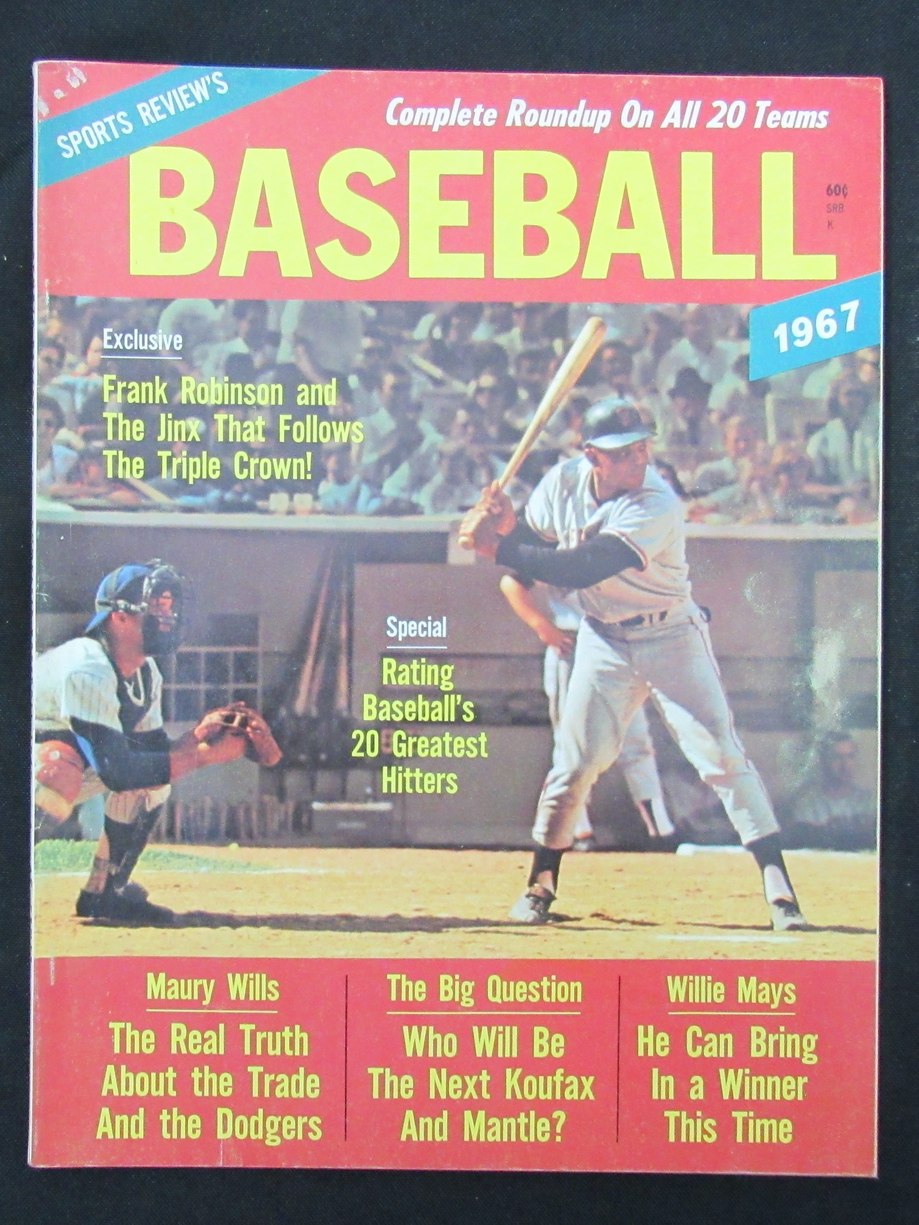 SPORTS REVIEW'S
Complete Roundup On All 20 Teams
BASEBALL
60¢
SRB
K
1967
Exclusive
Frank Robinson and
The Jinx That Follows
The Triple Crown!
Special
Rating
Baseball's
20 Greatest
Hitters
Maury Wills
The Real Truth
About the Trade
And the Dodgers
The Big Question
Who Will Be
The Next Koufax
And Mantle?
Willie Mays
He Can Bring
In a Winner
This Time